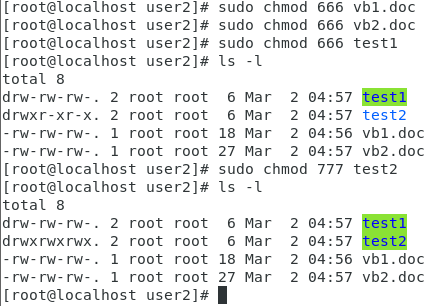 [root@localhost user2]# sudo chmod 666 vb1.doc
[root@localhost user2]# sudo chmod 666 vb2.doc
[root@localhost user2]# sudo chmod 666 test1
[root@localhost user2]# ls -l
total 8
drw-rw-rw-. 2 root root  6 Mar  2 04:57 test1
drwxr-xr-x. 2 root root  6 Mar  2 04:57 test2
-rw-rw-rw-. 1 root root 18 Mar  2 04:56 vb1.doc
-rw-rw-rw-. 1 root root 27 Mar  2 04:57 vb2.doc
[root@localhost user2]# sudo chmod 777 test2
[root@localhost user2]# ls -l
total 8
drw-rw-rw-. 2 root root  6 Mar  2 04:57 test1
drwxrwxrwx. 2 root root  6 Mar  2 04:57 test2
-rw-rw-rw-. 1 root root 18 Mar  2 04:56 vb1.doc
-rw-rw-rw-. 1 root root 27 Mar  2 04:57 vb2.doc
[root@localhost user2]#